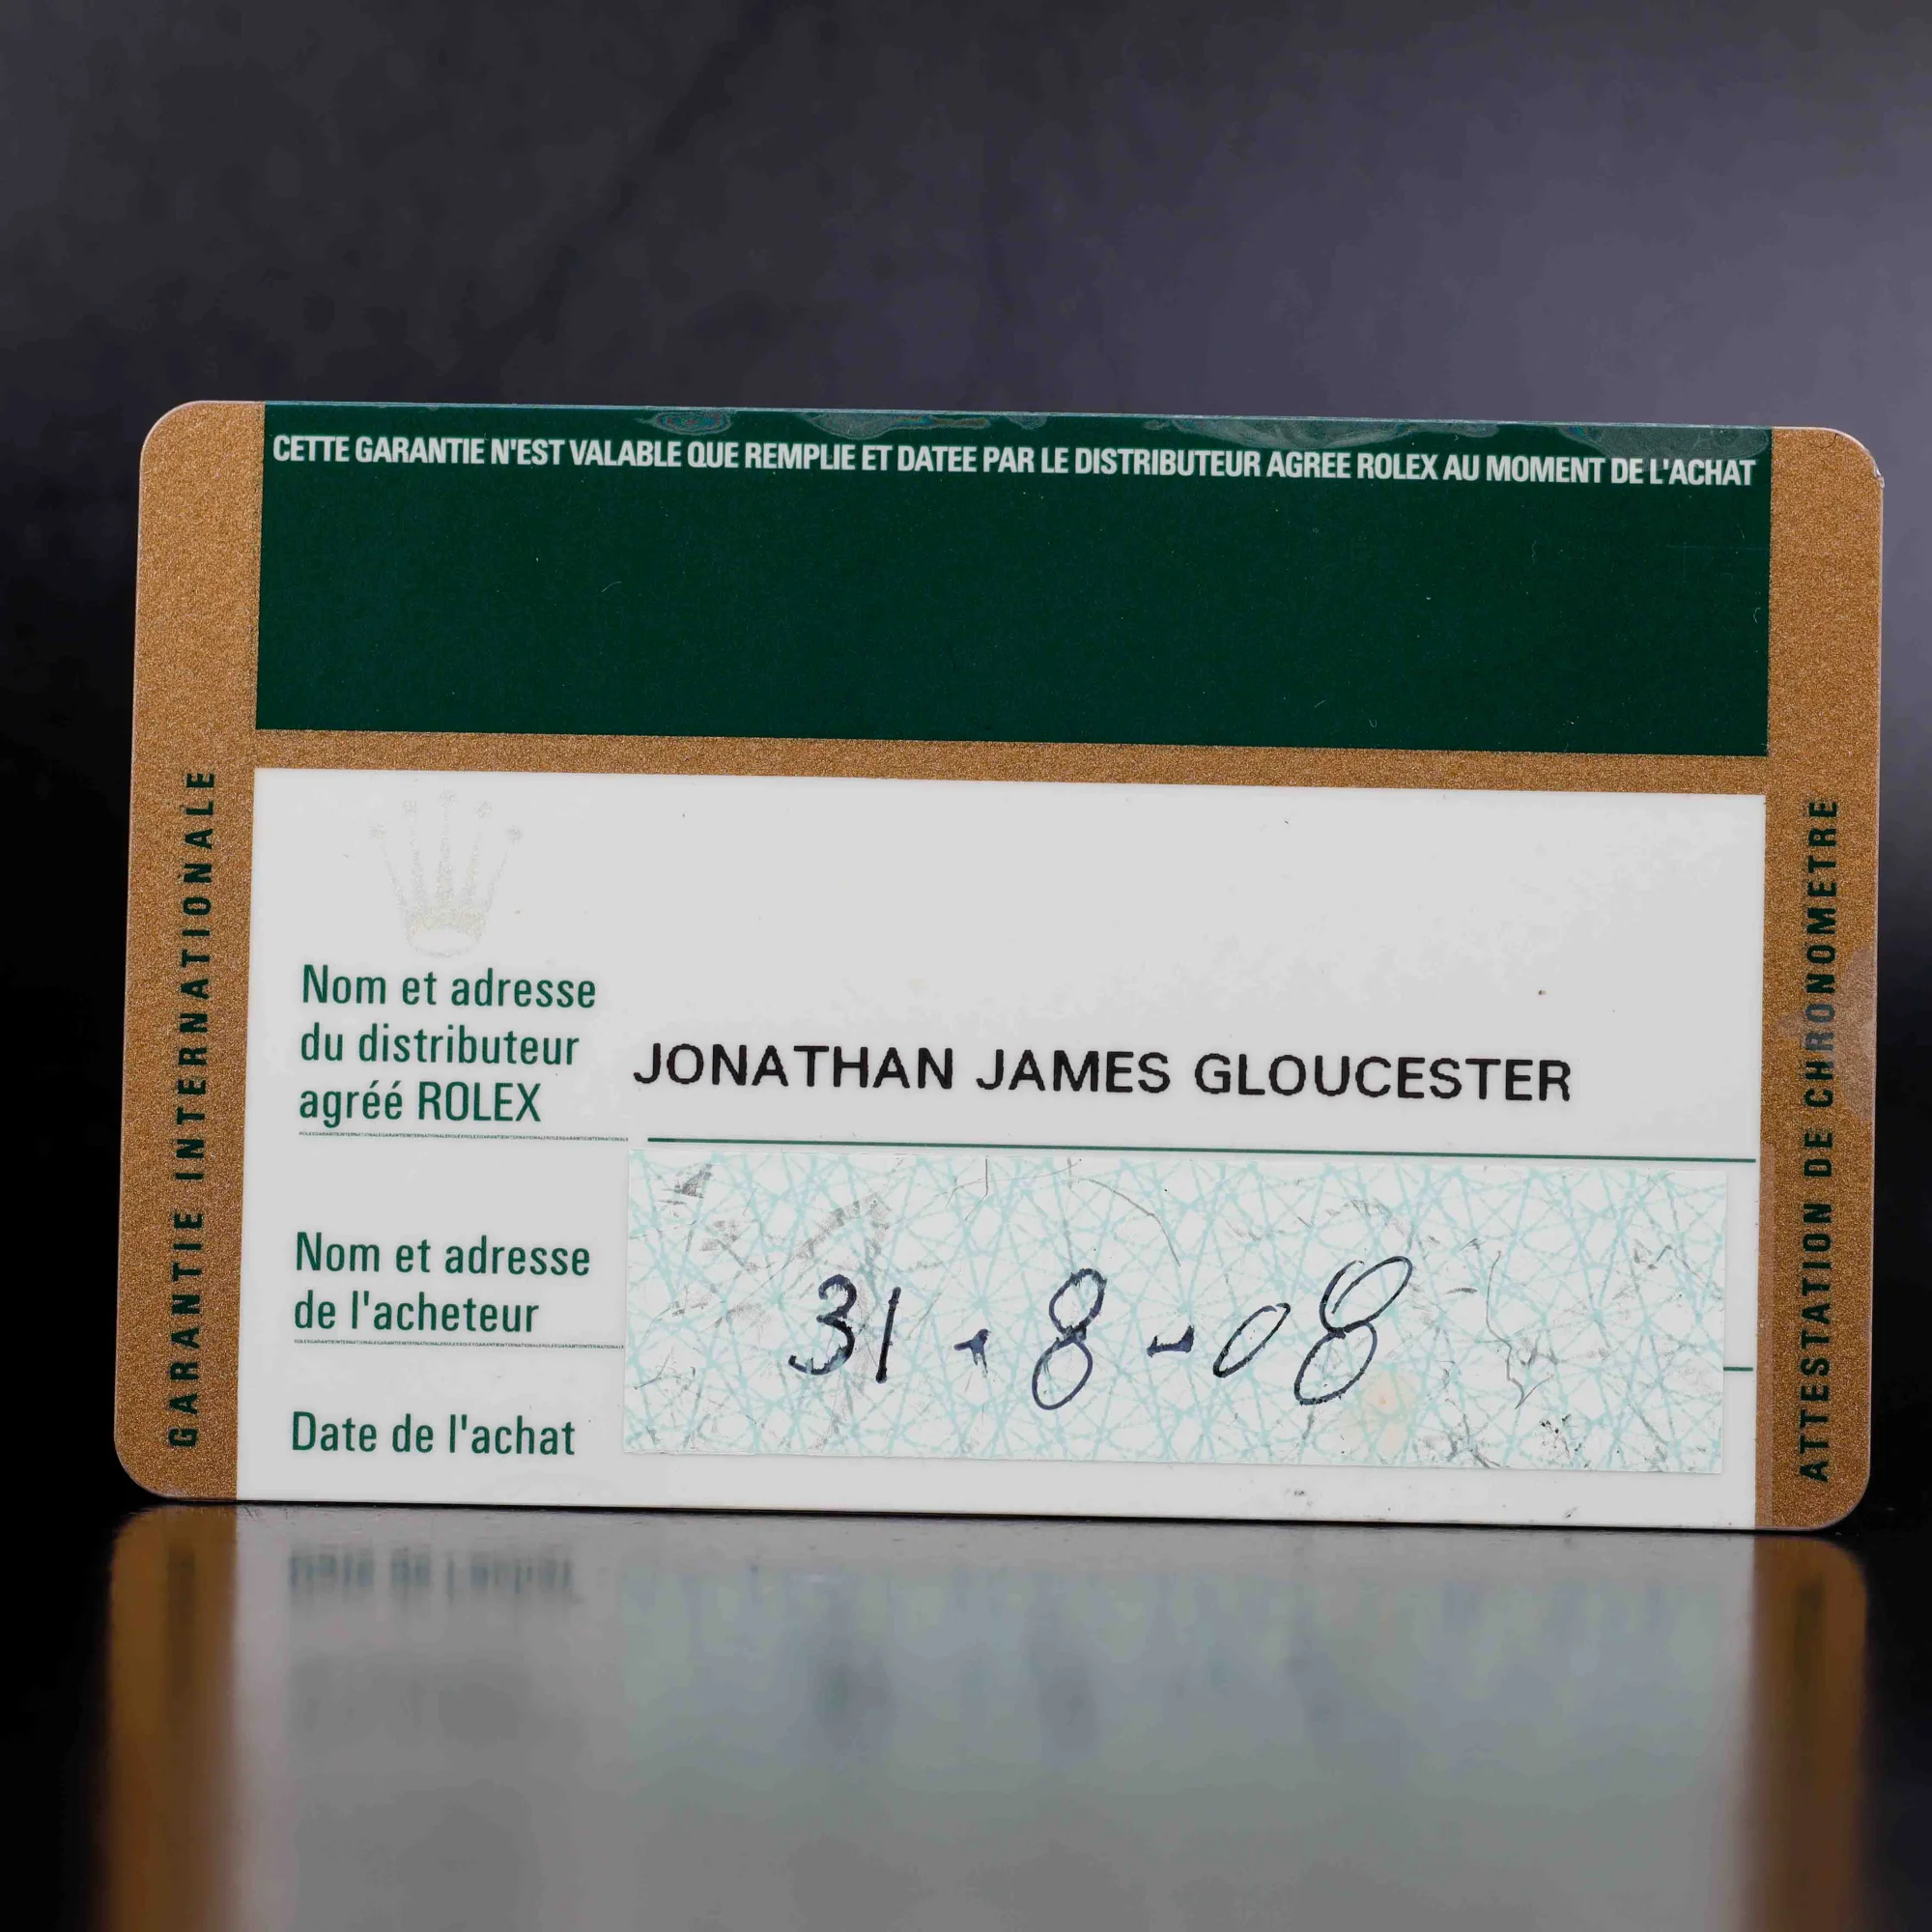 CETTE GARANTIE N'EST VALABLE QUE REMPLIE ET DATEE PAR LE DISTRIBUTEUR AGREE ROLEX AU MOMENT DE L'ACHAT
GARANTIE INTERNATIONALE
Nom et adresse
du distributeur
agréé ROLEX
JONATHAN JAMES GLOUCESTER
Nom et adresse
de l'acheteur
31-8-08
Date de l'achat
ATTESTATION DE CHRONOMETRE